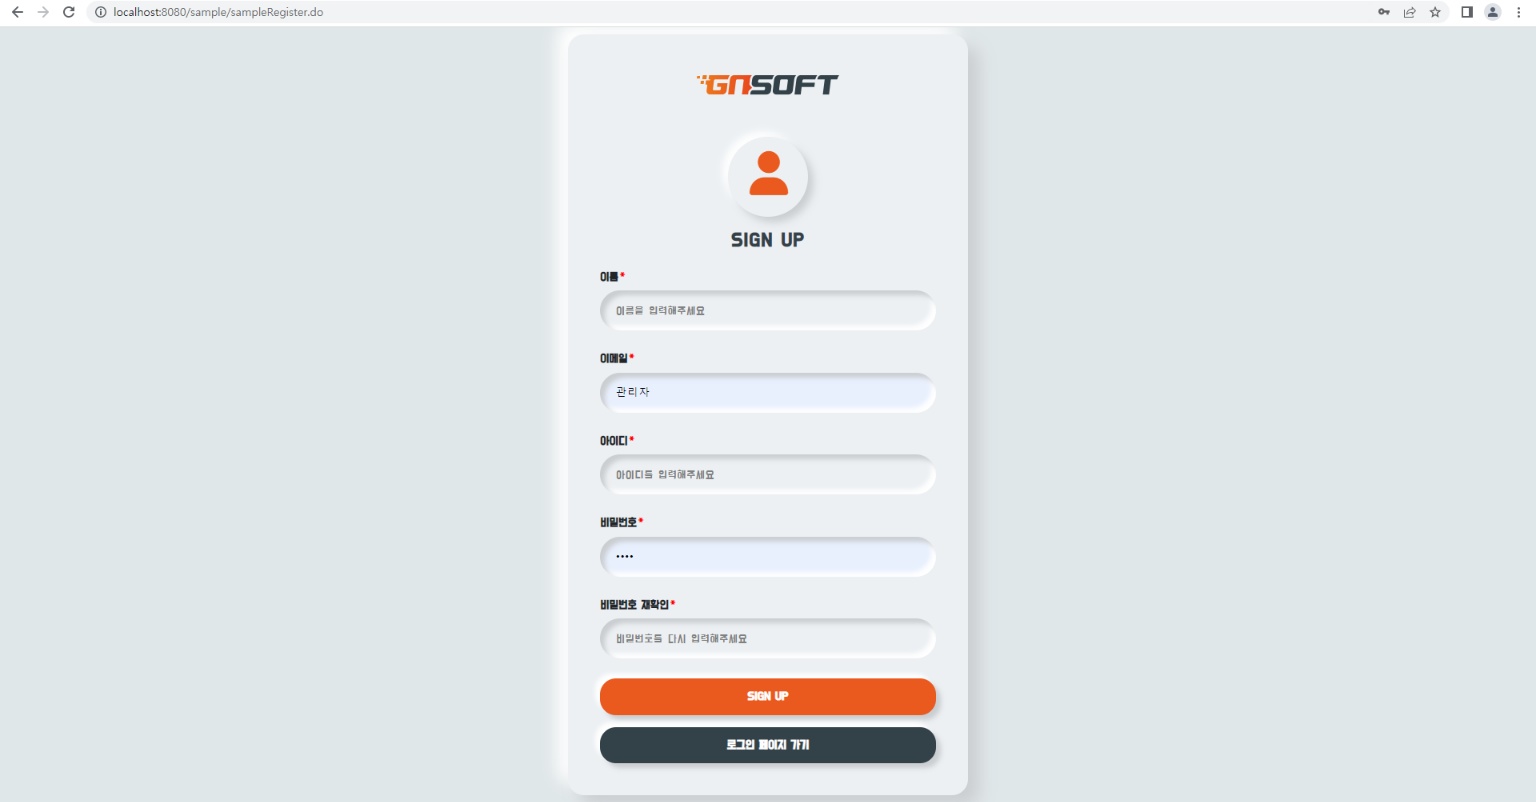 localhost:8080/sample/sampleRegister.do
GNSOFT
SIGN UP
이름*
이름을 입력해주세요
이메일*
관리자
아이디*
아이디를 입력해주세요
비밀번호*
••••
비밀번호 재확인*
비밀번호를 다시 입력해주세요
SIGN UP
로그인 페이지 가기